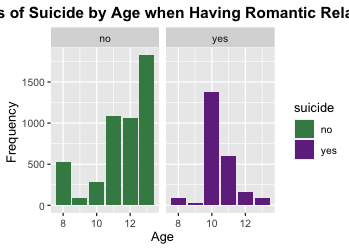 s of Suicide by Age when Having Romantic Rela
no yes
1500
1000
500
0
8 10 12 8 10 12
Frequency
Age
suicide
no
yes